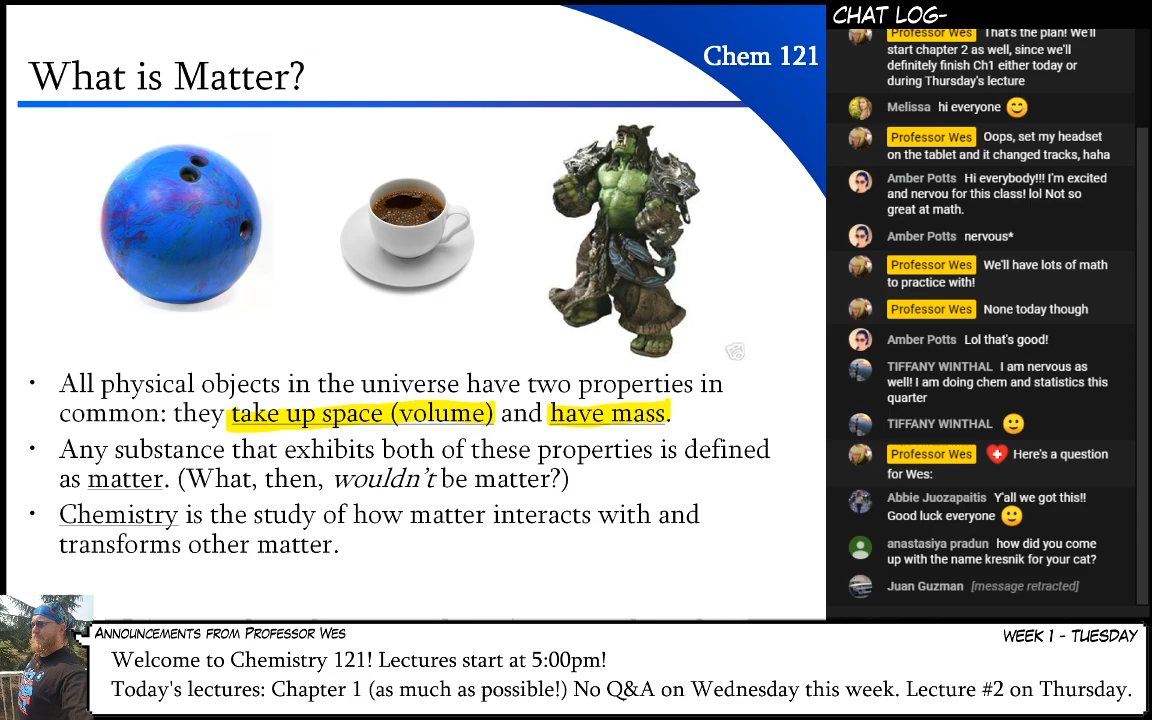 What is Matter?
Chem 121
• All physical objects in the universe have two properties in
common: they take up space (volume) and have mass.
• Any substance that exhibits both of these properties is defined
as matter. (What, then, wouldn't be matter?)
• Chemistry is the study of how matter interacts with and
transforms other matter.
CHAT LOG-
Professor Wes That's the plan! We'll
start chapter 2 as well, since we'll
definitely finish Ch1 either today or
during Thursday's lecture
Melissa hi everyone 😊
Professor Wes Oops, set my headset
on the tablet and it changed tracks, haha
Amber Potts Hi everybody!!! I'm excited
and nervou for this class! lol Not so
great at math.
Amber Potts nervous*
Professor Wes We'll have lots of math
to practice with!
Professor Wes None today though
Amber Potts Lol that's good!
TIFFANY WINTHAL I am nervous as
well! I am doing chem and statistics this
quarter
TIFFANY WINTHAL 🙂
Professor Wes Here's a question
for Wes:
Abbie Juozapaitis Y'all we got this!!
Good luck everyone 🙂
anastasiya pradun how did you come
up with the name kresnik for your cat?
Juan Guzman [message retracted]
ANNOUNCEMENTS FROM PROFESSOR WES
WEEK 1 - TUESDAY
Welcome to Chemistry 121! Lectures start at 5:00pm!
Today's lectures: Chapter 1 (as much as possible!) No Q&A on Wednesday this week. Lecture #2 on Thursday.